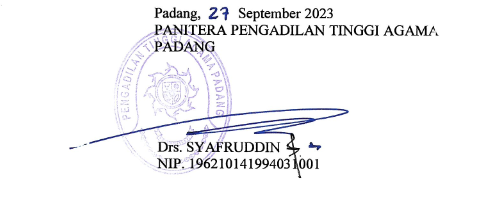 Padang, 27 September 2023
PANITERA PENGADILAN TINGGI AGAMA
PADANG
PENGADILAN TINGGI AGAMA PADANG
Drs. SYAFRUDDIN
NIP. 196210141994031001